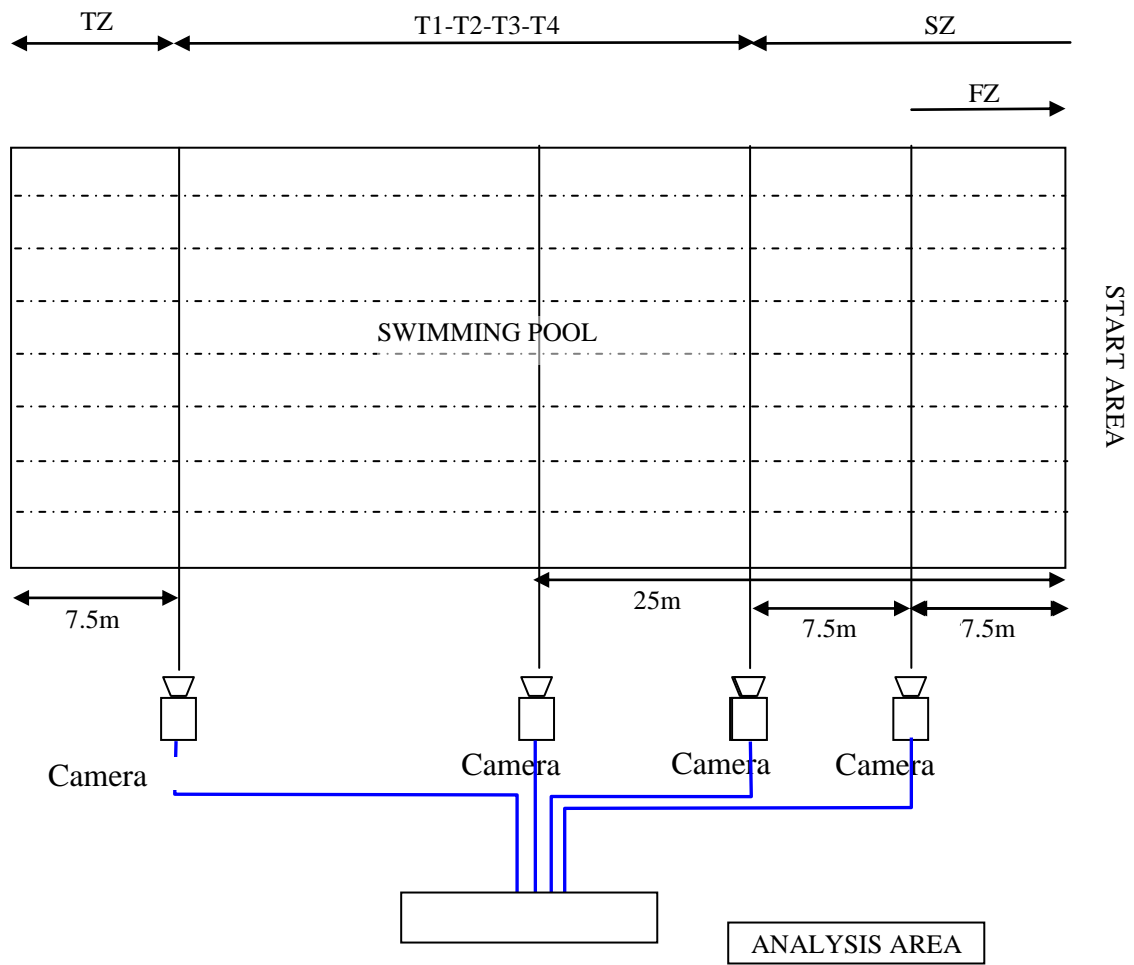 TZ
T1-T2-T3-T4
SZ
FZ
SWIMMING POOL
START AREA
7.5m
25m
7.5m
7.5m
Camera
Camera
Camera
Camera
ANALYSIS AREA